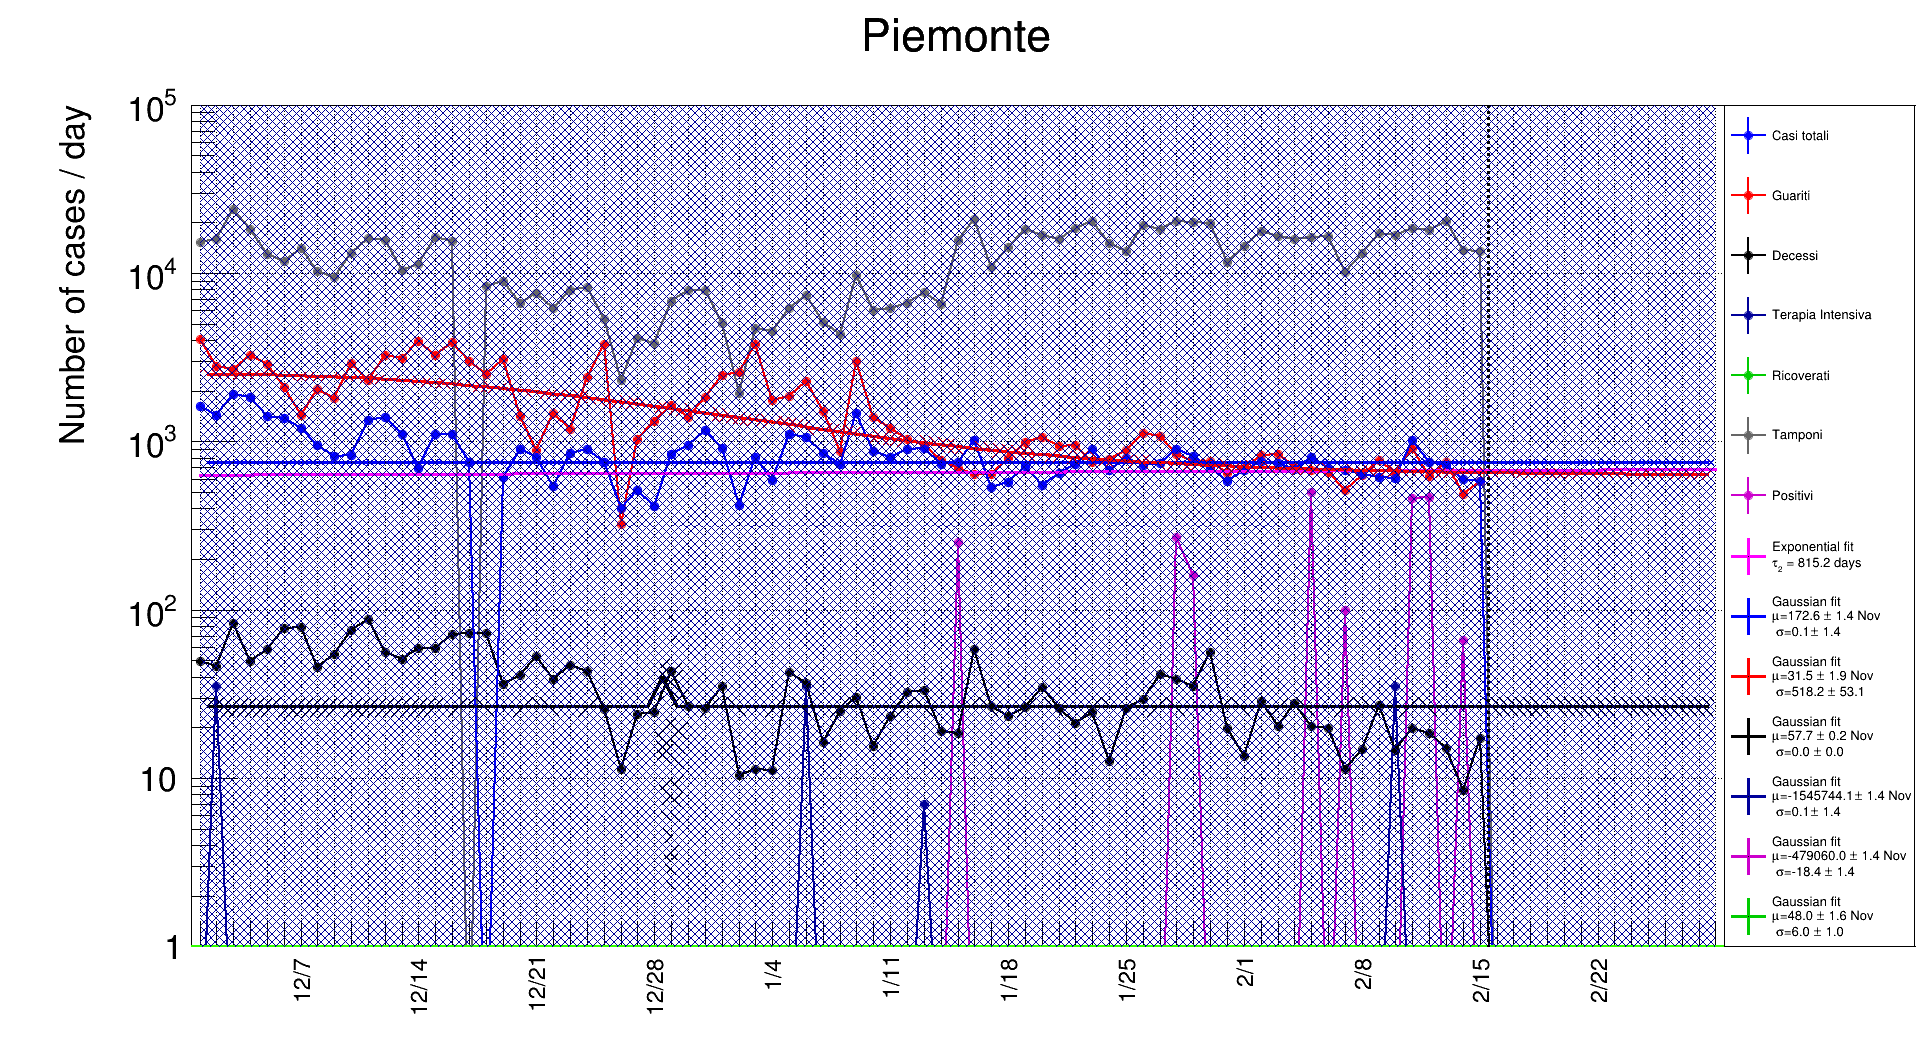 Piemonte
Number of cases / day
10^5
10^4
10^3
10^2
10
1
12/7
12/14
12/21
12/28
1/4
1/11
1/18
1/25
2/1
2/8
2/15
2/22
Casi totali
Guariti
Decessi
Terapia Intensiva
Ricoverati
Tamponi
Positivi
Exponential fit
τ₂ = 815.2 days
Gaussian fit
μ=172.6 ± 1.4 Nov
σ=0.1± 1.4
Gaussian fit
μ=31.5 ± 1.9 Nov
σ=518.2 ± 53.1
Gaussian fit
μ=57.7 ± 0.2 Nov
σ=0.0 ± 0.0
Gaussian fit
μ=-1545744.1± 1.4 Nov
σ=0.1± 1.4
Gaussian fit
μ=-479060.0 ± 1.4 Nov
σ=-18.4 ± 1.4
Gaussian fit
μ=48.0 ± 1.6 Nov
σ=6.0 ± 1.0